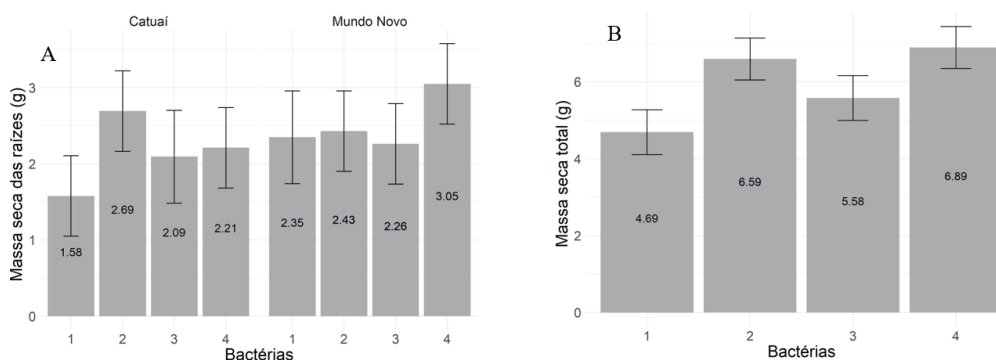 Catuaí
Mundo Novo
A
Massa seca das raízes (g)
3
2
1
0
1.58
2.69
2.09
2.21
2.35
2.43
2.26
3.05
1 2 3 4
1 2 3 4
Bactérias
B
Massa seca total (g)
6
4
2
0
4.69
6.59
5.58
6.89
1 2 3 4
Bactérias